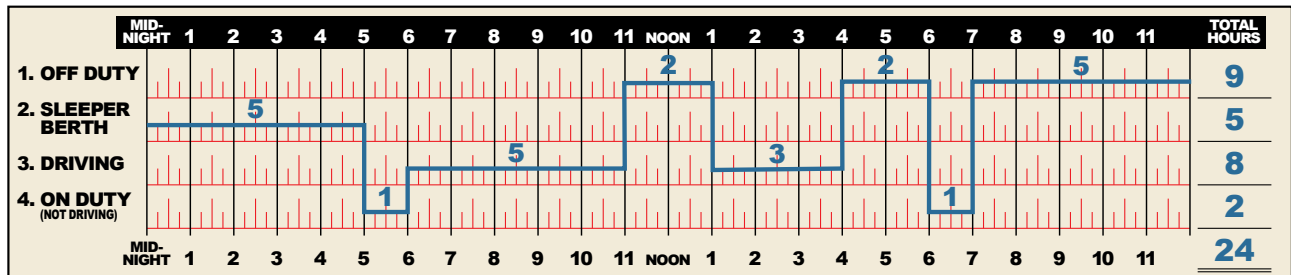 MID-NIGHT 1 2 3 4 5 6 7 8 9 10 11 NOON 1 2 3 4 5 6 7 8 9 10 11 TOTAL HOURS
1. OFF DUTY 2 2 5 9
2. SLEEPER BERTH 5 5
3. DRIVING 5 3 8
4. ON DUTY (NOT DRIVING) 1 1 2
MID-NIGHT 1 2 3 4 5 6 7 8 9 10 11 NOON 1 2 3 4 5 6 7 8 9 10 11 24